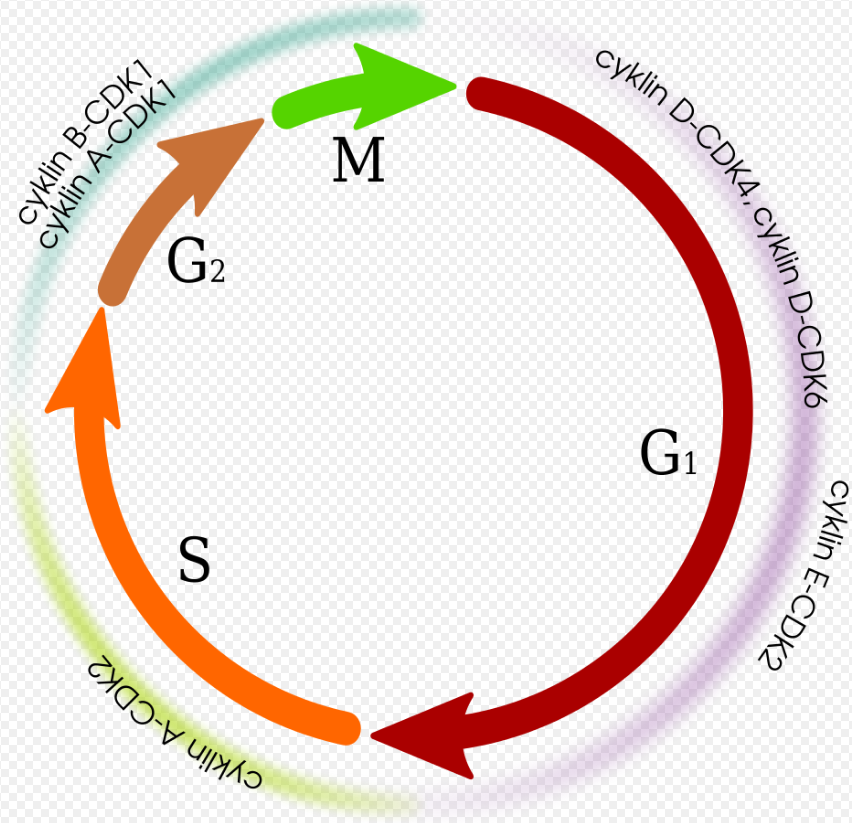 cyklin B-CDK1
cyklin A-CDK1
cyklin D-CDK4, cyklin D-CDK6
M
G2
G1
cyklin E-CDK2
S
cyklin A-CDK2